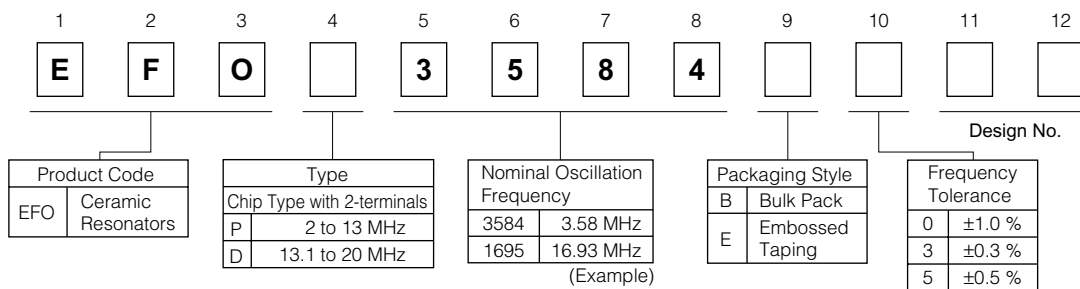 1 2 3 4 5 6 7 8 9 10 11 12
E F O 3 5 8 4
Design No.
Product Code
EFO Ceramic
Resonators
Type
Chip Type with 2-terminals
P 2 to 13 MHz
D 13.1 to 20 MHz
Nominal Oscillation
Frequency
3584 3.58 MHz
1695 16.93 MHz
(Example)
Packaging Style
B Bulk Pack
E Embossed
Taping
Frequency
Tolerance
0 ±1.0 %
3 ±0.3 %
5 ±0.5 %